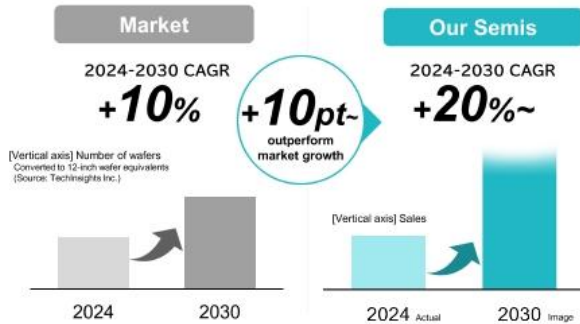 Market
2024-2030 CAGR
+10%
[Vertical axis] Number of wafers
Converted to 12-inch wafer equivalents
(Source: TechInsights Inc.)
2024
2030
+10pt~
outperform
market growth
Our Semis
2024-2030 CAGR
+20%~
[Vertical axis] Sales
2024 Actual
2030 Image